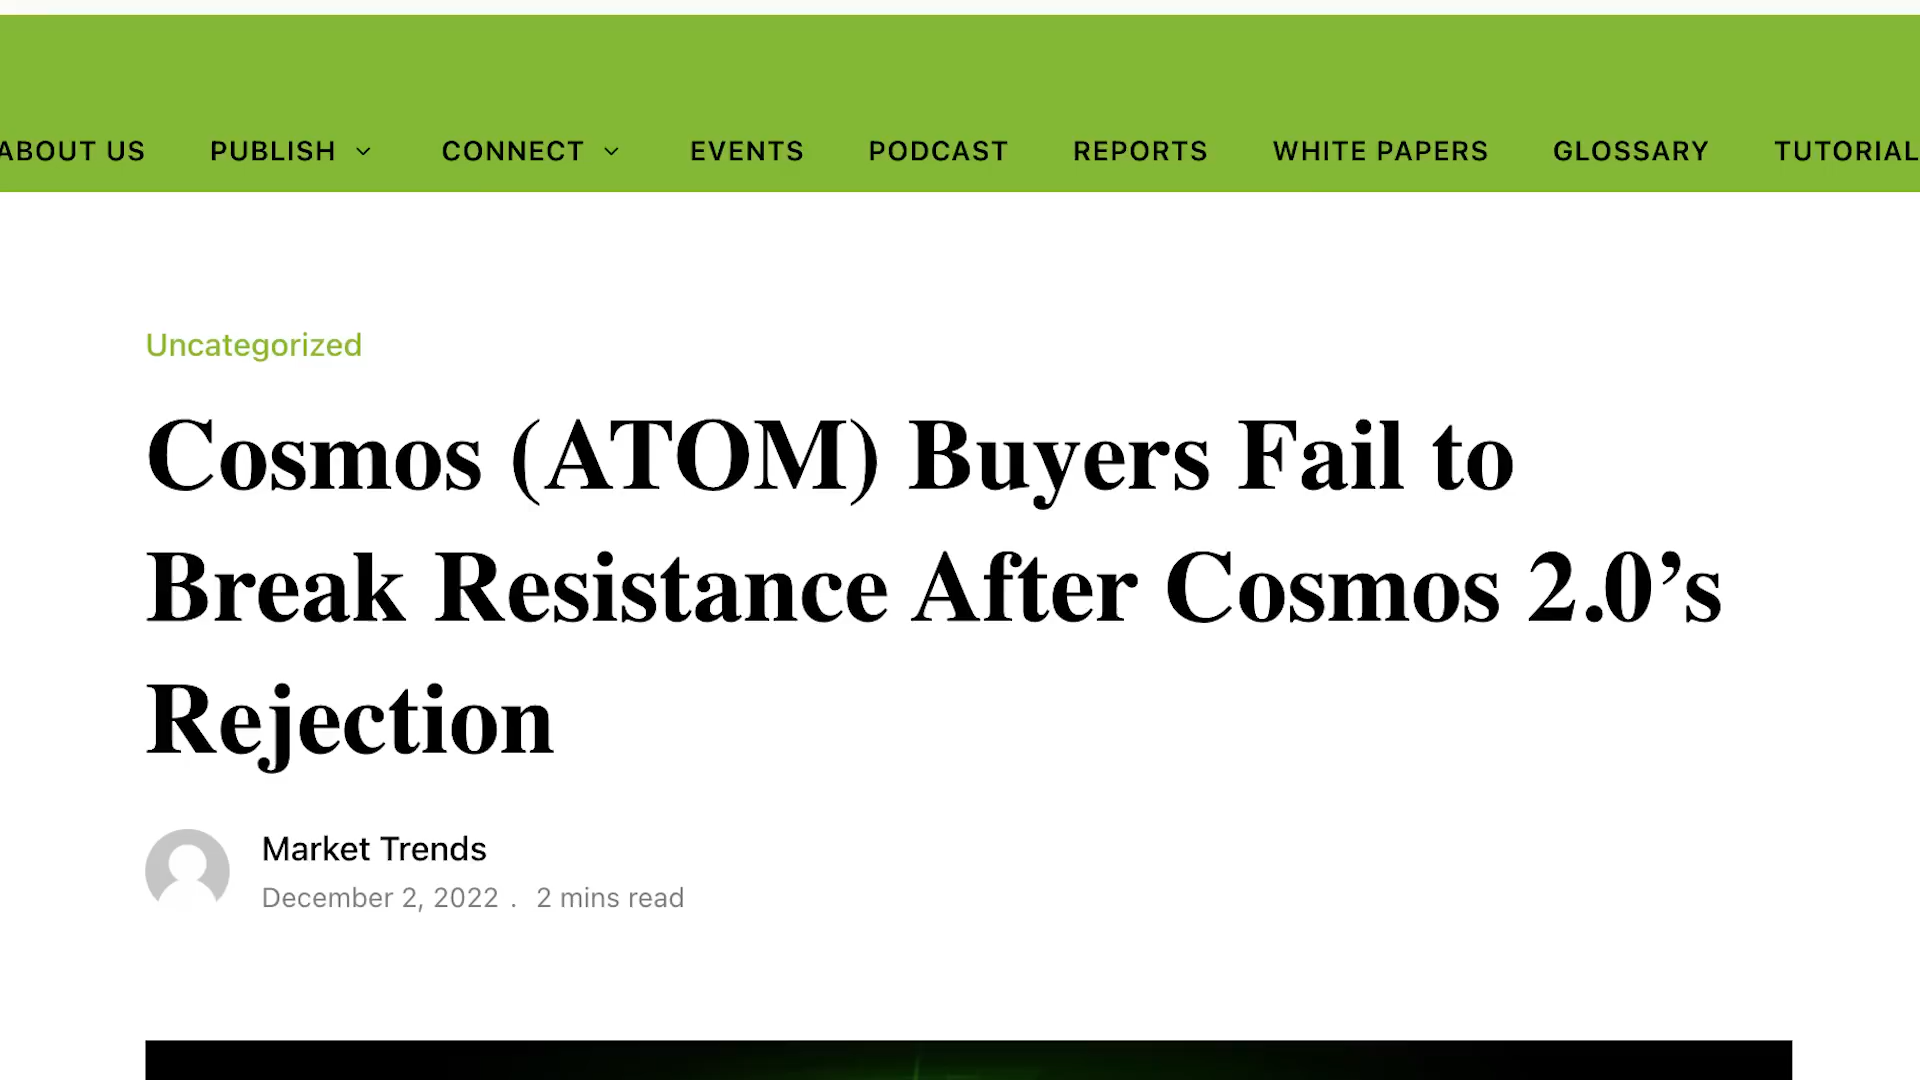 ABOUT US PUBLISH CONNECT EVENTS PODCAST REPORTS WHITE PAPERS GLOSSARY TUTORIAL
Uncategorized
Cosmos (ATOM) Buyers Fail to
Break Resistance After Cosmos 2.0’s
Rejection
Market Trends
December 2, 2022 . 2 mins read